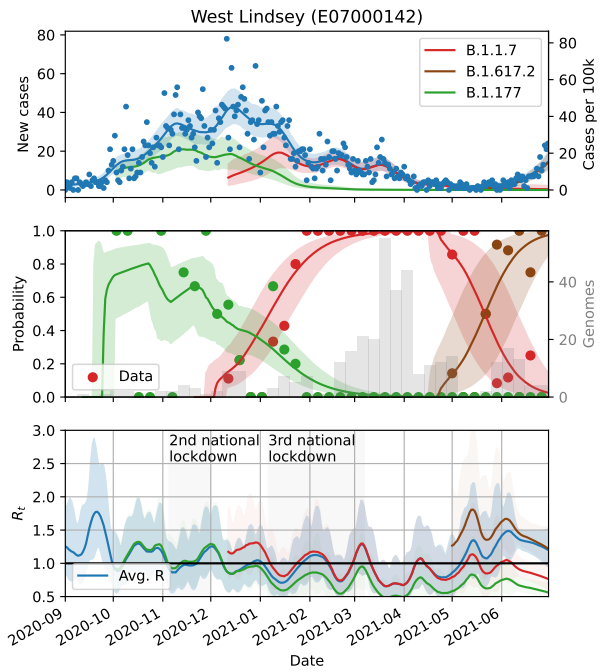 West Lindsey (E07000142)
80
60
40
20
0
New cases
80
60
40
20
0
Cases per 100k
B.1.1.7
B.1.617.2
B.1.177
1.0
0.8
0.6
0.4
0.2
0.0
Probability
40
20
0
Genomes
Data
3.0
2.5
2.0
1.5
1.0
0.5
Rt
2nd national
lockdown
3rd national
lockdown
Avg. R
2020-09
2020-10
2020-11
2020-12
2021-01
2021-02
2021-03
2021-04
2021-05
2021-06
Date